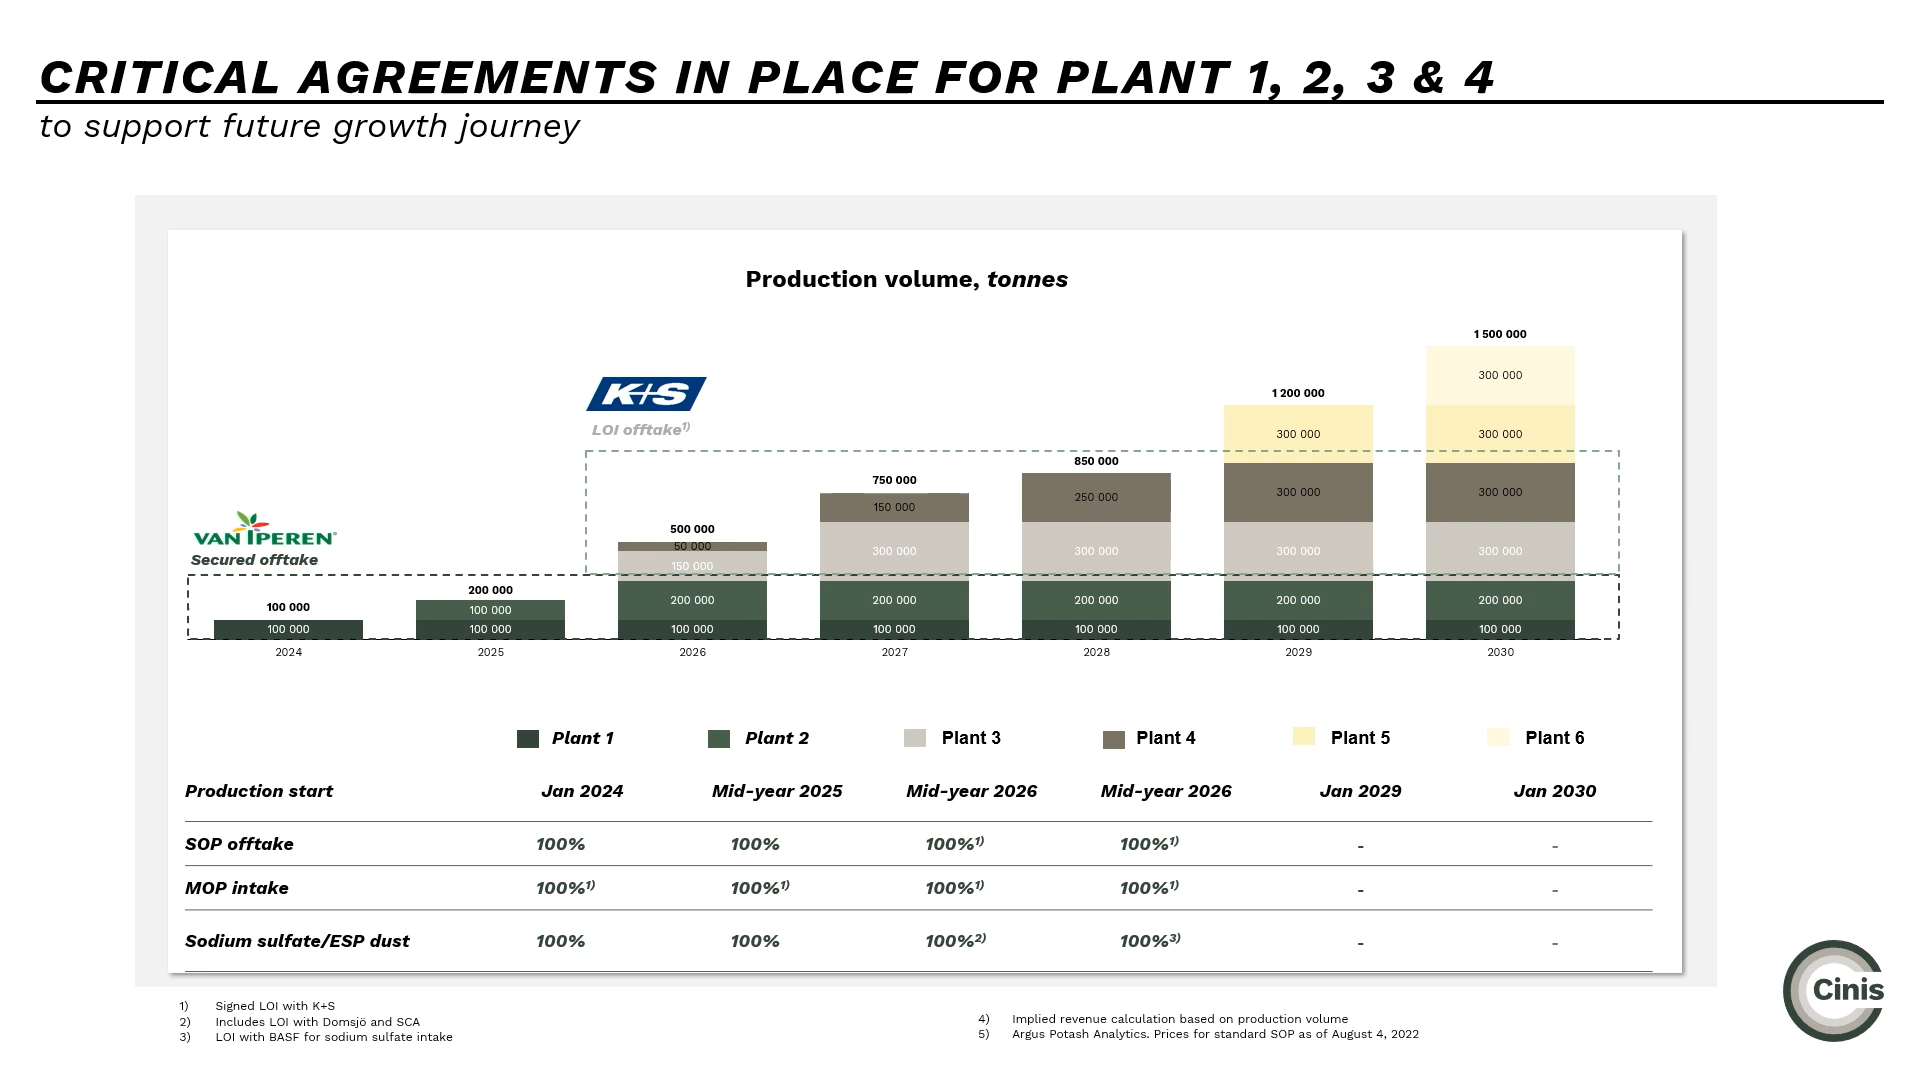 CRITICAL AGREEMENTS IN PLACE FOR PLANT 1, 2, 3 & 4
to support future growth journey
Production volume, tonnes
K+S
LOI offtake1)
VAN IPEREN
Secured offtake
100 000
100 000
2024
200 000
100 000
100 000
2025
500 000
50 000
150 000
200 000
100 000
2026
750 000
150 000
300 000
200 000
100 000
2027
850 000
250 000
300 000
200 000
100 000
2028
1 200 000
300 000
300 000
300 000
200 000
100 000
2029
1 500 000
300 000
300 000
300 000
300 000
200 000
100 000
2030
Plant 1 Plant 2 Plant 3 Plant 4 Plant 5 Plant 6
Production start Jan 2024 Mid-year 2025 Mid-year 2026 Mid-year 2026 Jan 2029 Jan 2030
SOP offtake 100% 100% 100%1) 100%1) - -
MOP intake 100%1) 100%1) 100%1) 100%1) - -
Sodium sulfate/ESP dust 100% 100% 100%2) 100%3) - -
1) Signed LOI with K+S
2) Includes LOI with Domsjö and SCA
3) LOI with BASF for sodium sulfate intake
4) Implied revenue calculation based on production volume
5) Argus Potash Analytics. Prices for standard SOP as of August 4, 2022
Cinis